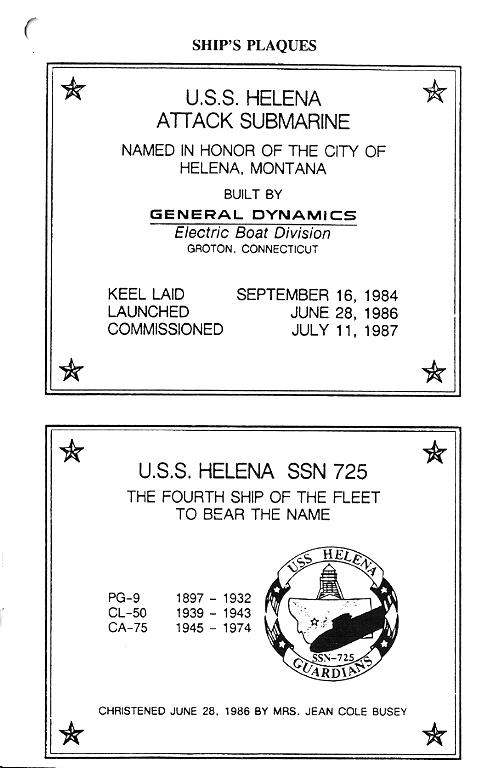 SHIP'S PLAQUES
U.S.S. HELENA
ATTACK SUBMARINE
NAMED IN HONOR OF THE CITY OF
HELENA, MONTANA
BUILT BY
GENERAL DYNAMICS
Electric Boat Division
GROTON, CONNECTICUT
KEEL LAID SEPTEMBER 16, 1984
LAUNCHED JUNE 28, 1986
COMMISSIONED JULY 11, 1987
U.S.S. HELENA SSN 725
THE FOURTH SHIP OF THE FLEET
TO BEAR THE NAME
PG-9 1897 - 1932
CL-50 1939 - 1943
CA-75 1945 - 1974
USS HELENA
SSN-725
GUARDIANS
CHRISTENED JUNE 28, 1986 BY MRS. JEAN COLE BUSEY